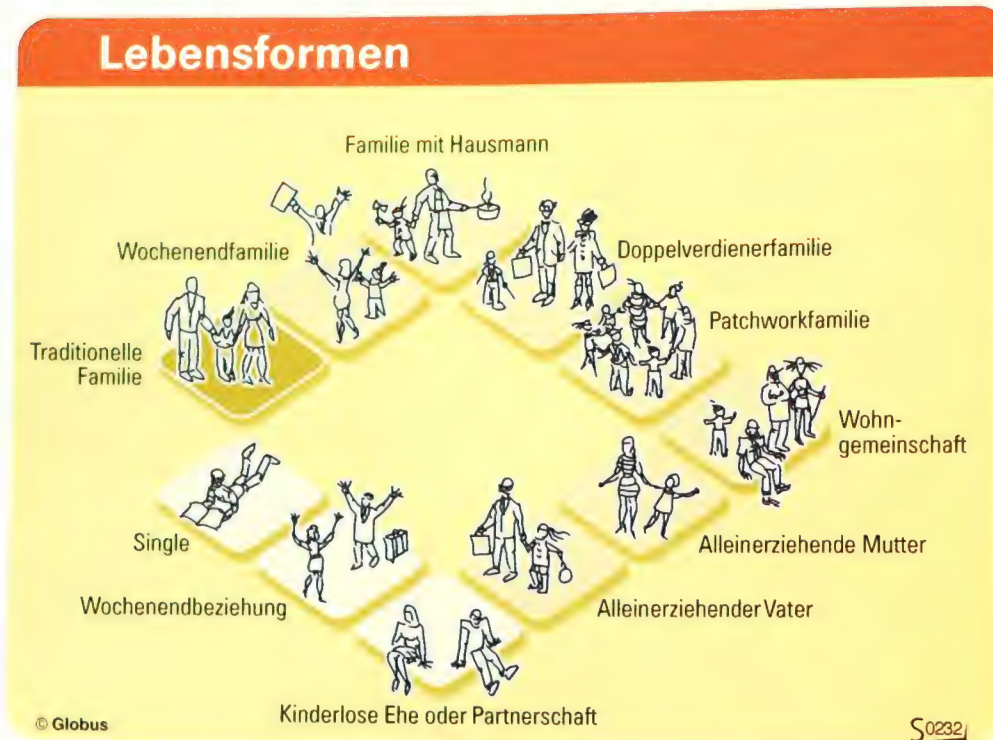 Lebensformen
Familie mit Hausmann
Wochenendfamilie
Doppelverdienerfamilie
Patchworkfamilie
Traditionelle
Familie
Wohn-
gemeinschaft
Single
Alleinerziehende Mutter
Wochenendbeziehung
Alleinerziehender Vater
Kinderlose Ehe oder Partnerschaft
© Globus
S0232